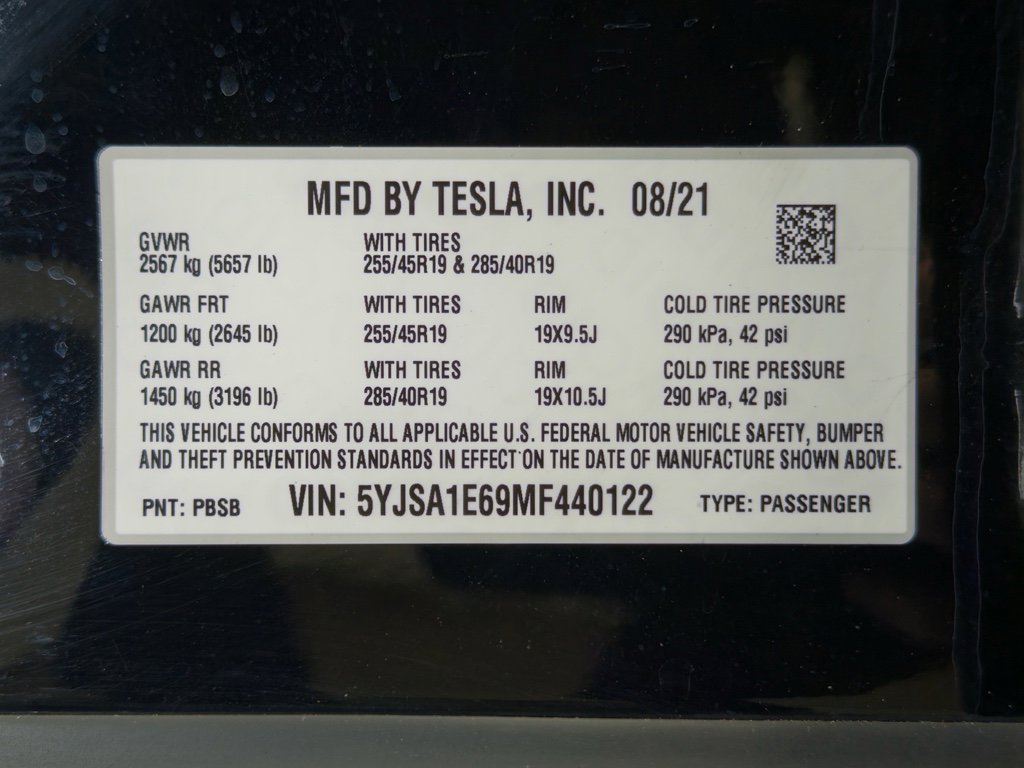 MFD BY TESLA, INC. 08/21
GVWR WITH TIRES
2567 kg (5657 lb) 255/45R19 & 285/40R19
GAWR FRT WITH TIRES RIM COLD TIRE PRESSURE
1200 kg (2645 lb) 255/45R19 19X9.5J 290 kPa, 42 psi
GAWR RR WITH TIRES RIM COLD TIRE PRESSURE
1450 kg (3196 lb) 285/40R19 19X10.5J 290 kPa, 42 psi
THIS VEHICLE CONFORMS TO ALL APPLICABLE U.S. FEDERAL MOTOR VEHICLE SAFETY, BUMPER
AND THEFT PREVENTION STANDARDS IN EFFECT ON THE DATE OF MANUFACTURE SHOWN ABOVE.
PNT: PBSB VIN: 5YJSA1E69MF440122 TYPE: PASSENGER